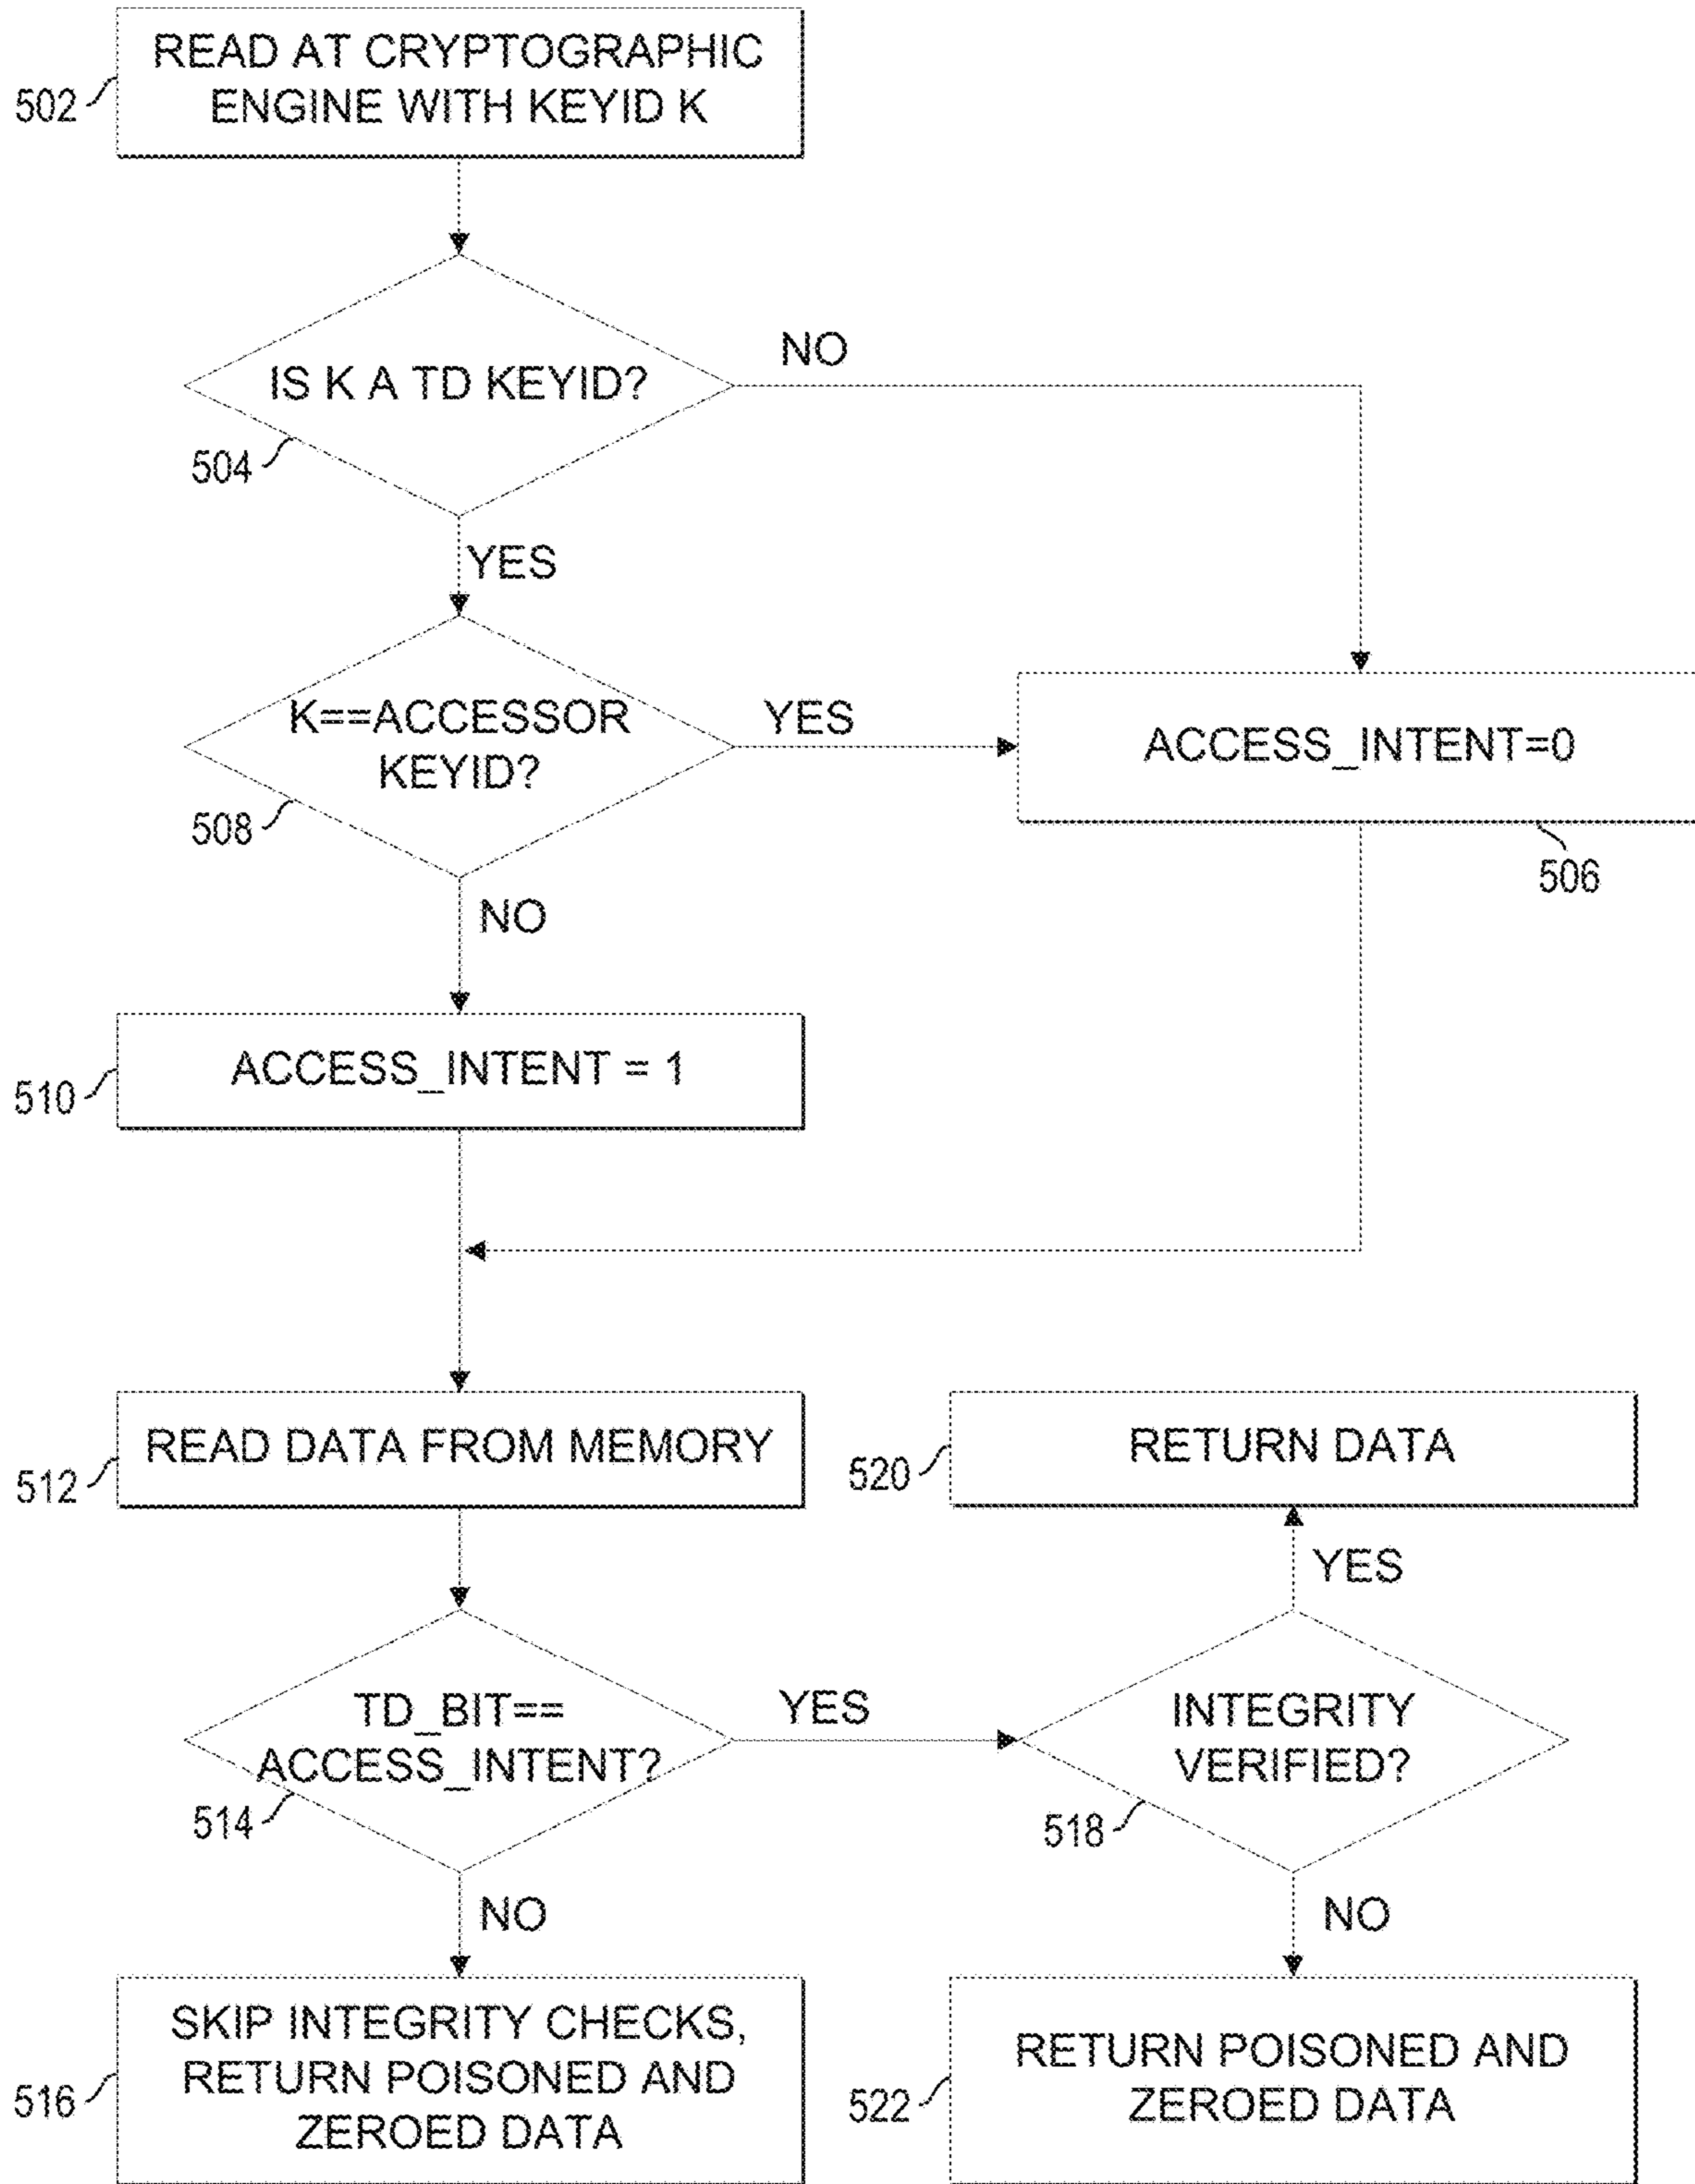 READ AT CRYPTOGRAPHIC
ENGINE WITH KEYID K
502
IS K A TD KEYID?
504
NO
YES
K==ACCESSOR
KEYID?
508
YES
ACCESS_INTENT=0
506
NO
ACCESS_INTENT = 1
510
READ DATA FROM MEMORY
512
RETURN DATA
520
YES
TD_BIT==
ACCESS_INTENT?
514
YES
INTEGRITY
VERIFIED?
518
NO
NO
SKIP INTEGRITY CHECKS,
RETURN POISONED AND
ZEROED DATA
516
RETURN POISONED AND
ZEROED DATA
522